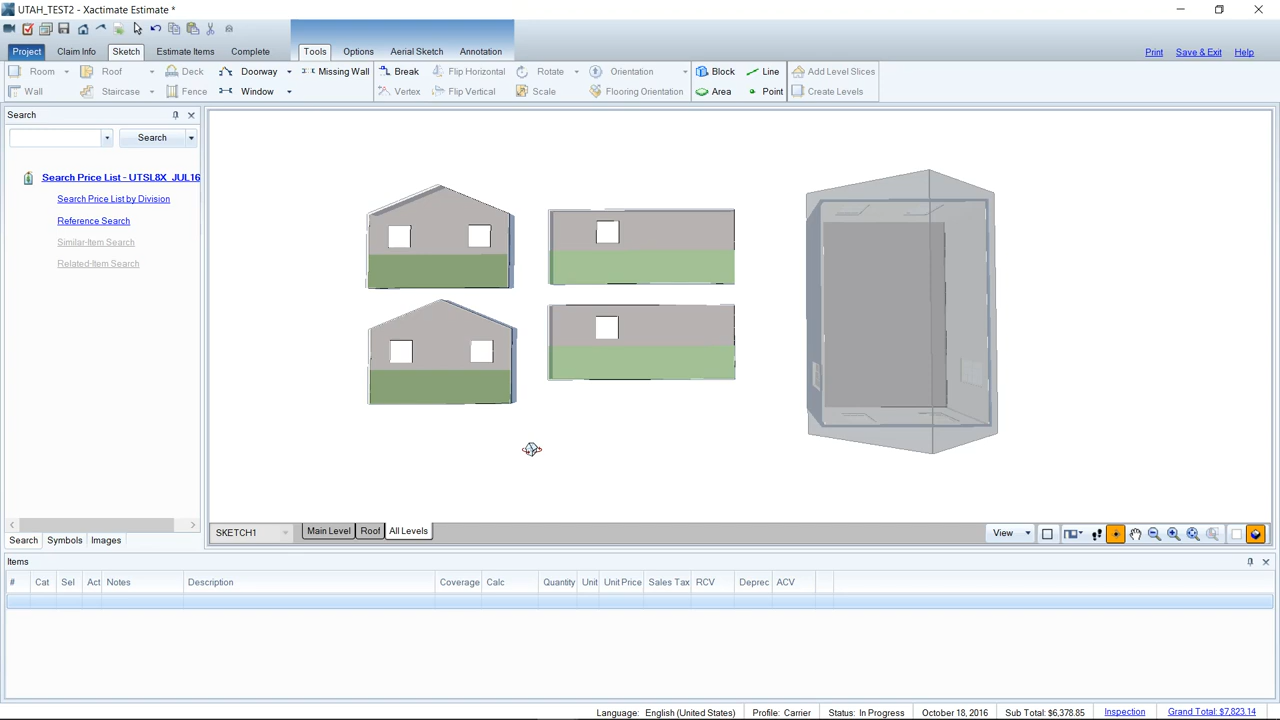 UTAH_TEST2 - Xactimate Estimate *
Project Claim Info Sketch Estimate Items Complete Tools Options Aerial Sketch Annotation Print Save & Exit Help
Room Roof Deck Doorway Missing Wall Break Flip Horizontal Rotate Orientation Block Line Add Level Slices
Wall Staircase Fence Window Vertex Flip Vertical Scale Flooring Orientation Area Point Create Levels
Search
Search
Search Price List - UTSL8X_JUL16
Search Price List by Division
Reference Search
Similar-Item Search
Related-Item Search
SKETCH1 Main Level Roof All Levels View
Search Symbols Images
Items
# Cat Sel Act Notes Description Coverage Calc Quantity Unit Unit Price Sales Tax RCV Deprec ACV
Language: English (United States) Profile: Carrier Status: In Progress October 18, 2016 Sub Total: $6,378.85 Inspection Grand Total: $7,823.14